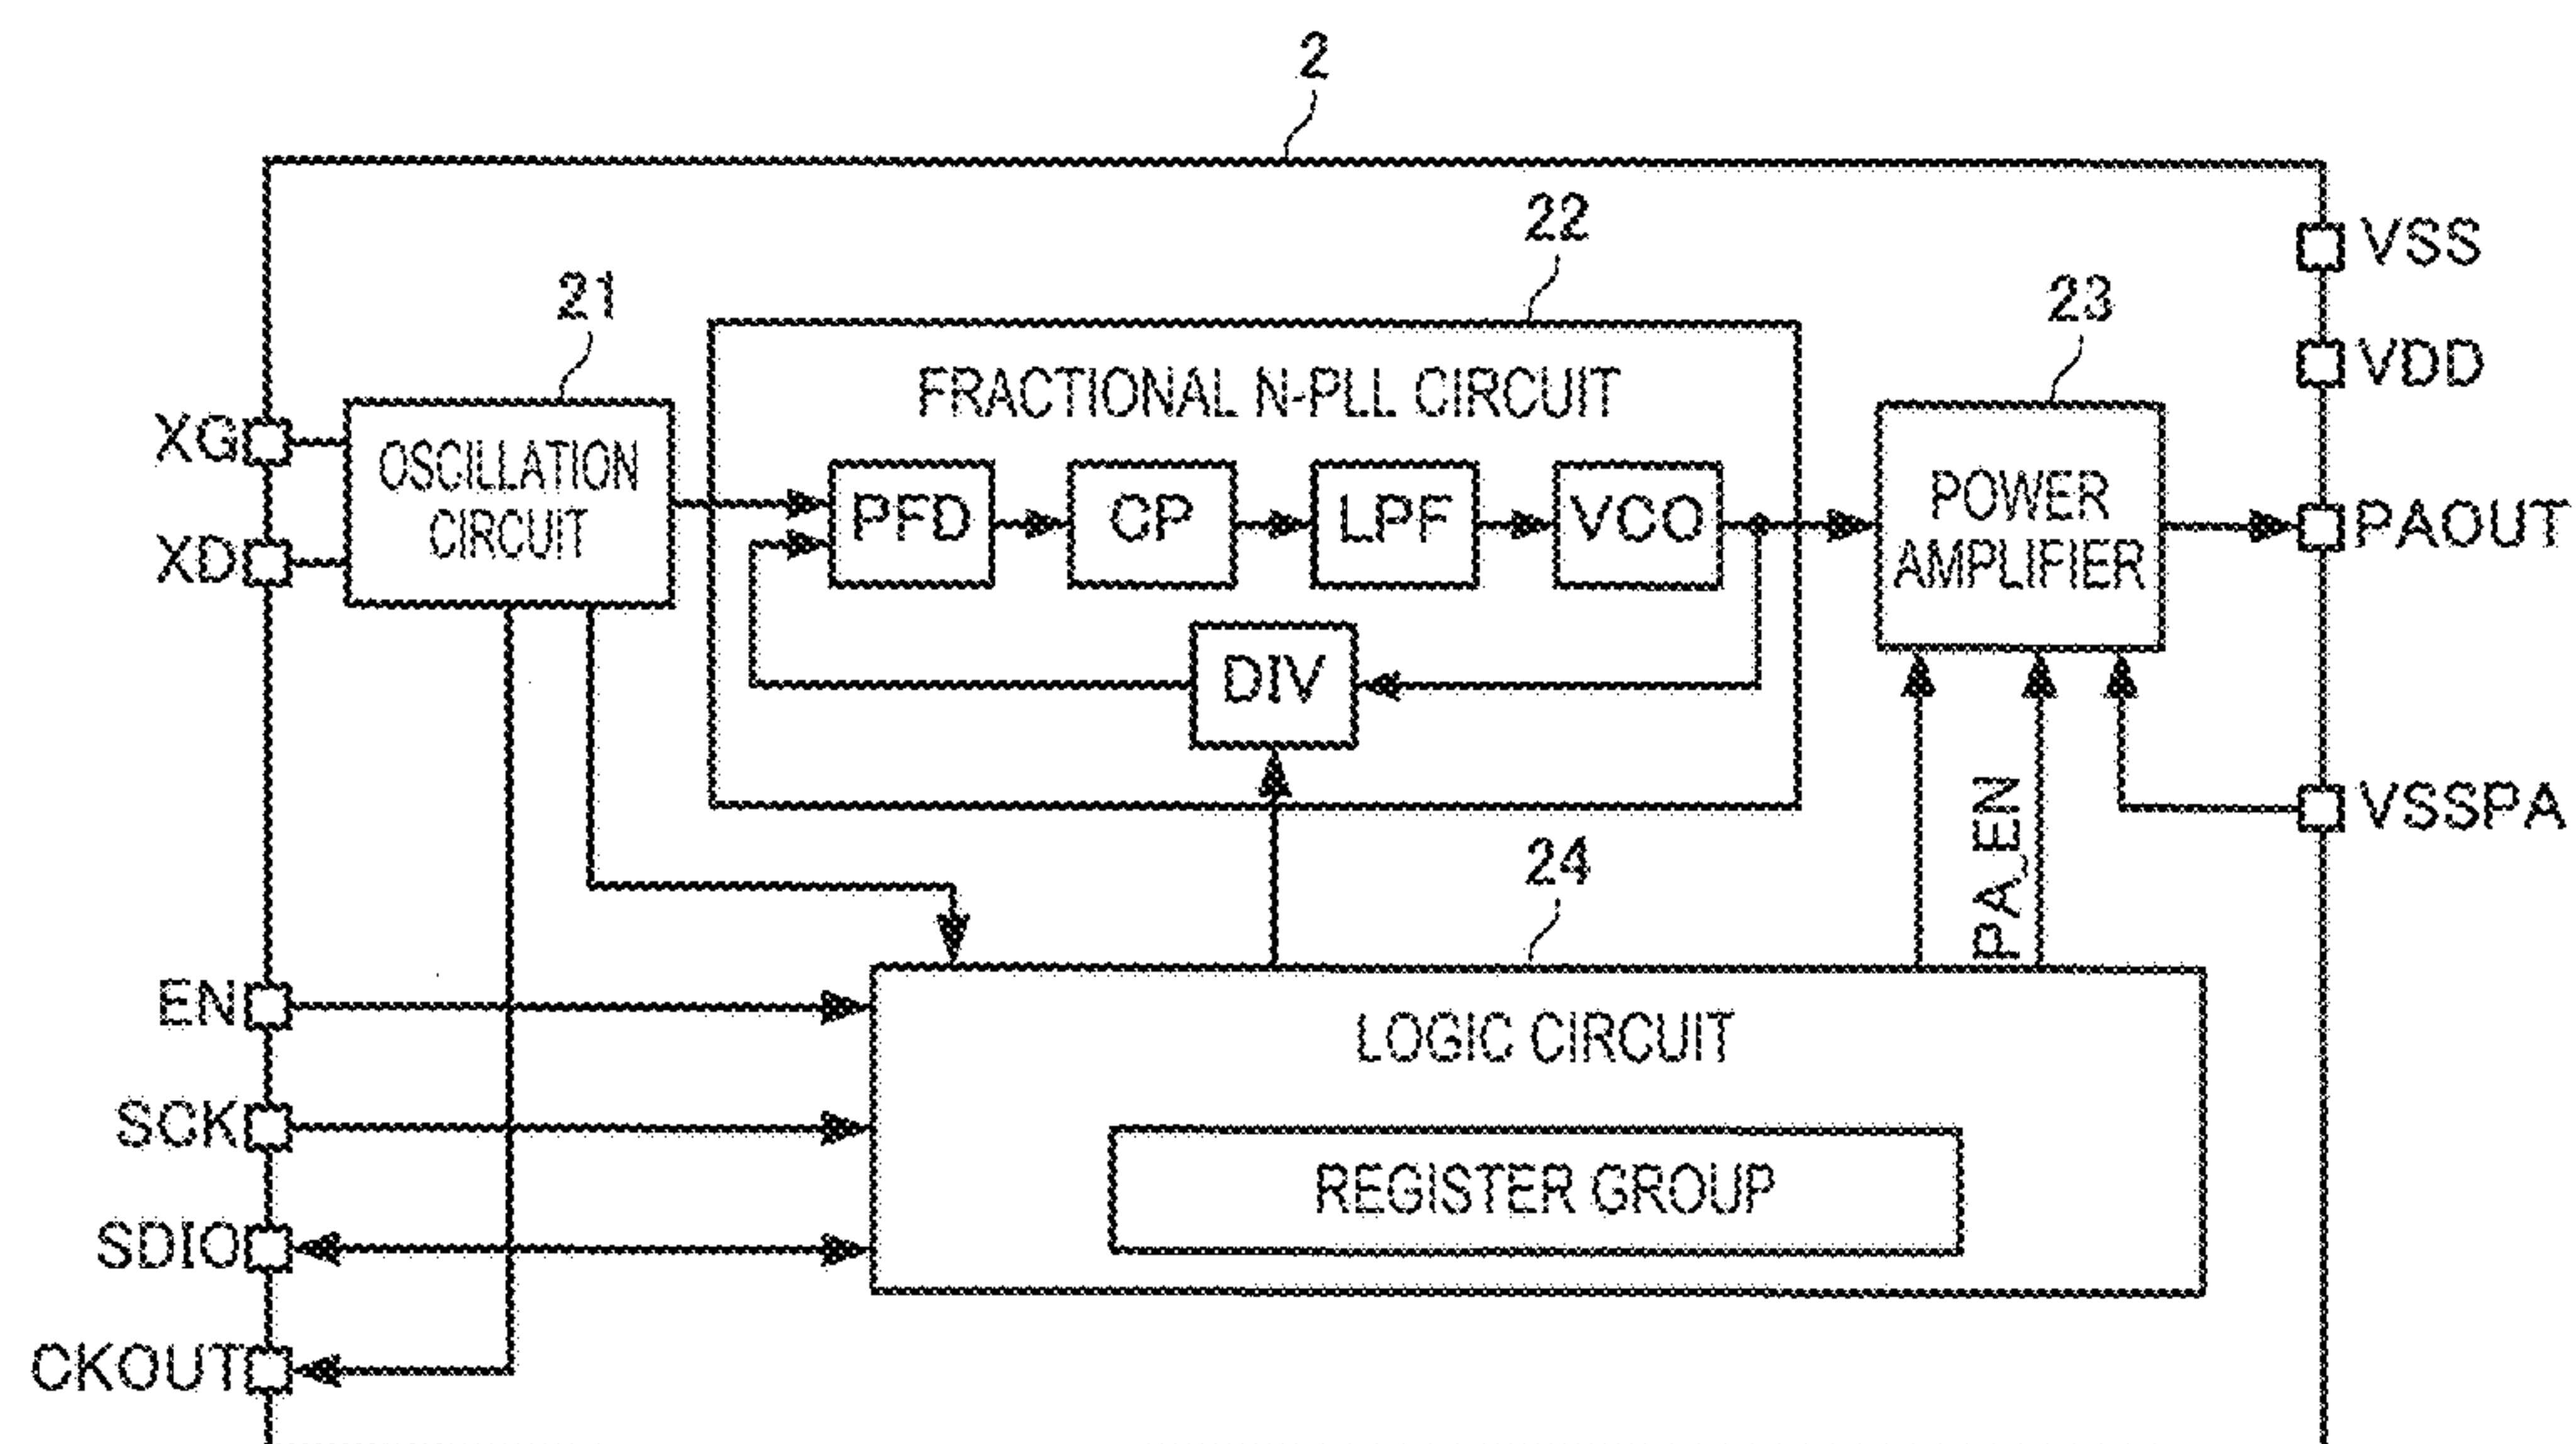 2
22
VSS
21
23
FRACTIONAL N-PLL CIRCUIT
VDD
XG
OSCILLATION
CIRCUIT
PFD
CP
LPF
VCO
POWER
AMPLIFIER
PAOUT
XD
DIV
PA_EN
VSSPA
24
EN
LOGIC CIRCUIT
SCK
REGISTER GROUP
SDIO
CKOUT